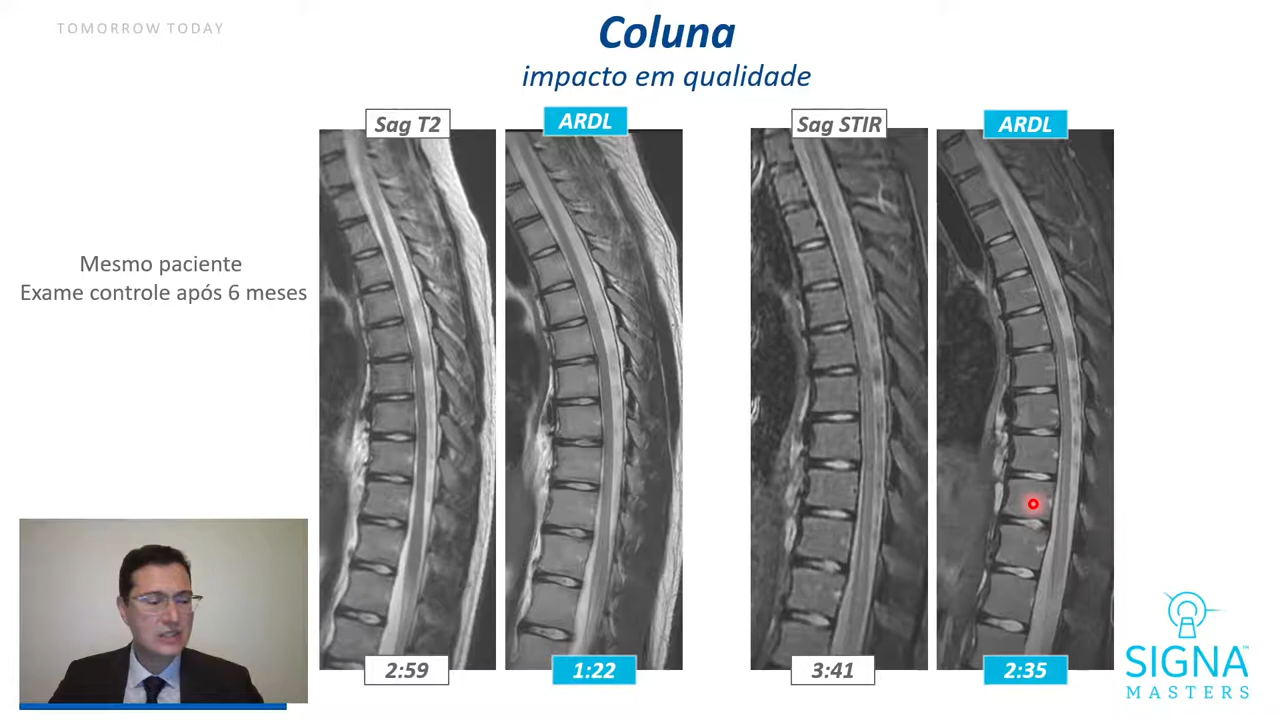 TOMORROW TODAY
Coluna
impacto em qualidade
Sag T2
ARDL
Sag STIR
ARDL
Mesmo paciente
Exame controle após 6 meses
2:59
1:22
3:41
2:35
SIGNA™
MASTERS